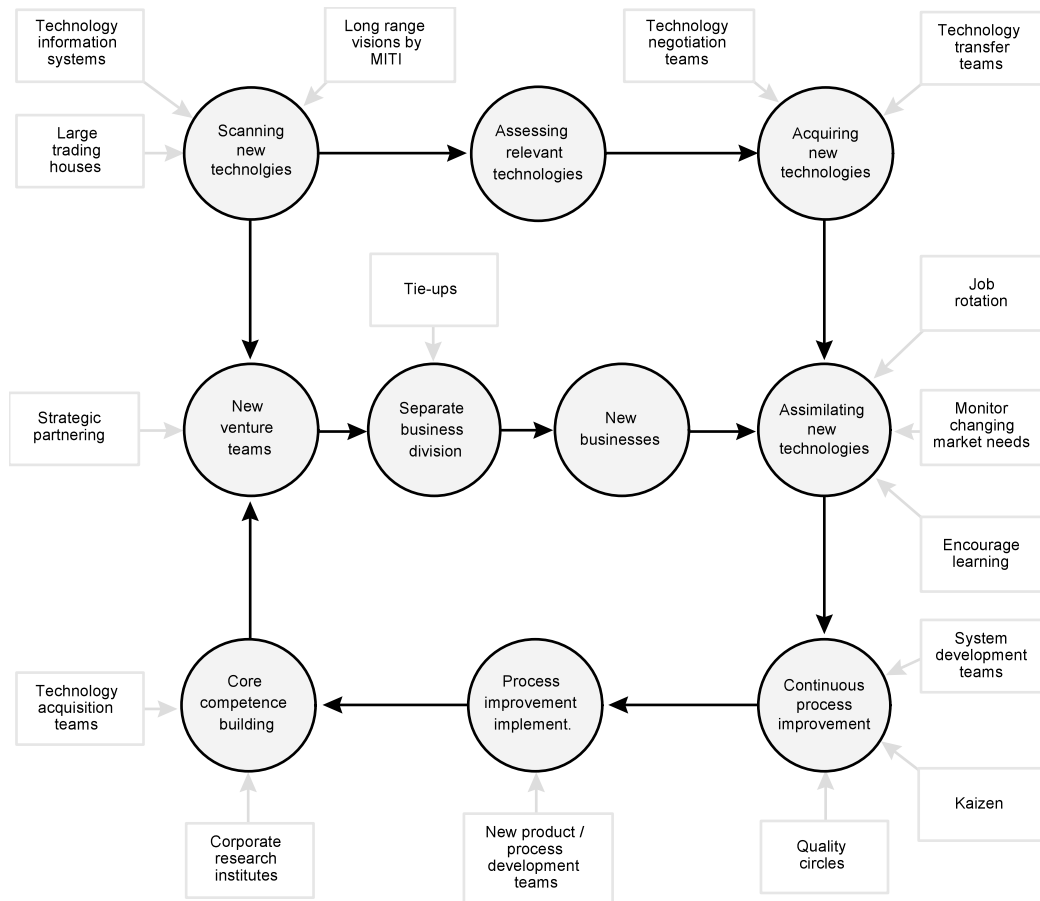 Technology
information
systems
Long range
visions by
MITI
Technology
negotiation
teams
Technology
transfer
teams
Large
trading
houses
Scanning
new
technolgies
Assessing
relevant
technologies
Acquiring
new
technologies
Tie-ups
Job
rotation
Strategic
partnering
New
venture
teams
Separate
business
division
New
businesses
Assimilating
new
technologies
Monitor
changing
market needs
Encourage
learning
System
development
teams
Technology
acquisition
teams
Core
competence
building
Process
improvement
implement.
Continuous
process
improvement
Kaizen
Corporate
research
institutes
New product /
process
development
teams
Quality
circles